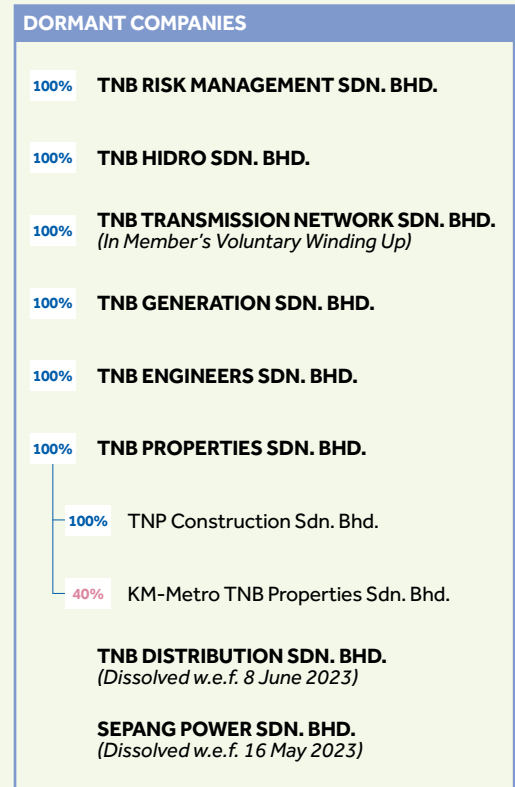 DORMANT COMPANIES
100% TNB RISK MANAGEMENT SDN. BHD.
100% TNB HIDRO SDN. BHD.
100% TNB TRANSMISSION NETWORK SDN. BHD.
(In Member's Voluntary Winding Up)
100% TNB GENERATION SDN. BHD.
100% TNB ENGINEERS SDN. BHD.
100% TNB PROPERTIES SDN. BHD.
100% TNP Construction Sdn. Bhd.
40% KM-Metro TNB Properties Sdn. Bhd.
TNB DISTRIBUTION SDN. BHD.
(Dissolved w.e.f. 8 June 2023)
SEPANG POWER SDN. BHD.
(Dissolved w.e.f. 16 May 2023)